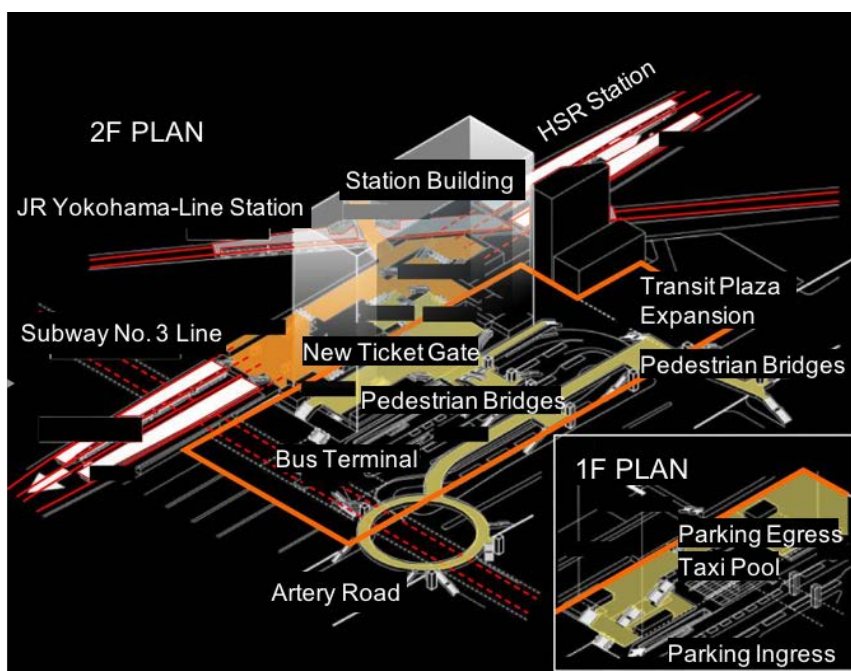 HSR Station
2F PLAN
Station Building
JR Yokohama-Line Station
Transit Plaza
Expansion
Subway No. 3 Line
New Ticket Gate
Pedestrian Bridges
Pedestrian Bridges
Bus Terminal
1F PLAN
Parking Egress
Taxi Pool
Artery Road
Parking Ingress